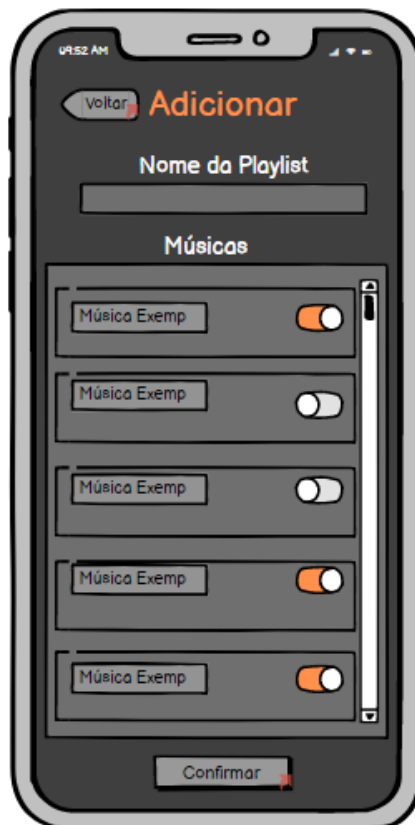 09:52 AM
Voltar
Adicionar
Nome da Playlist
Músicas
Música Exemp
Música Exemp
Música Exemp
Música Exemp
Música Exemp
Confirmar